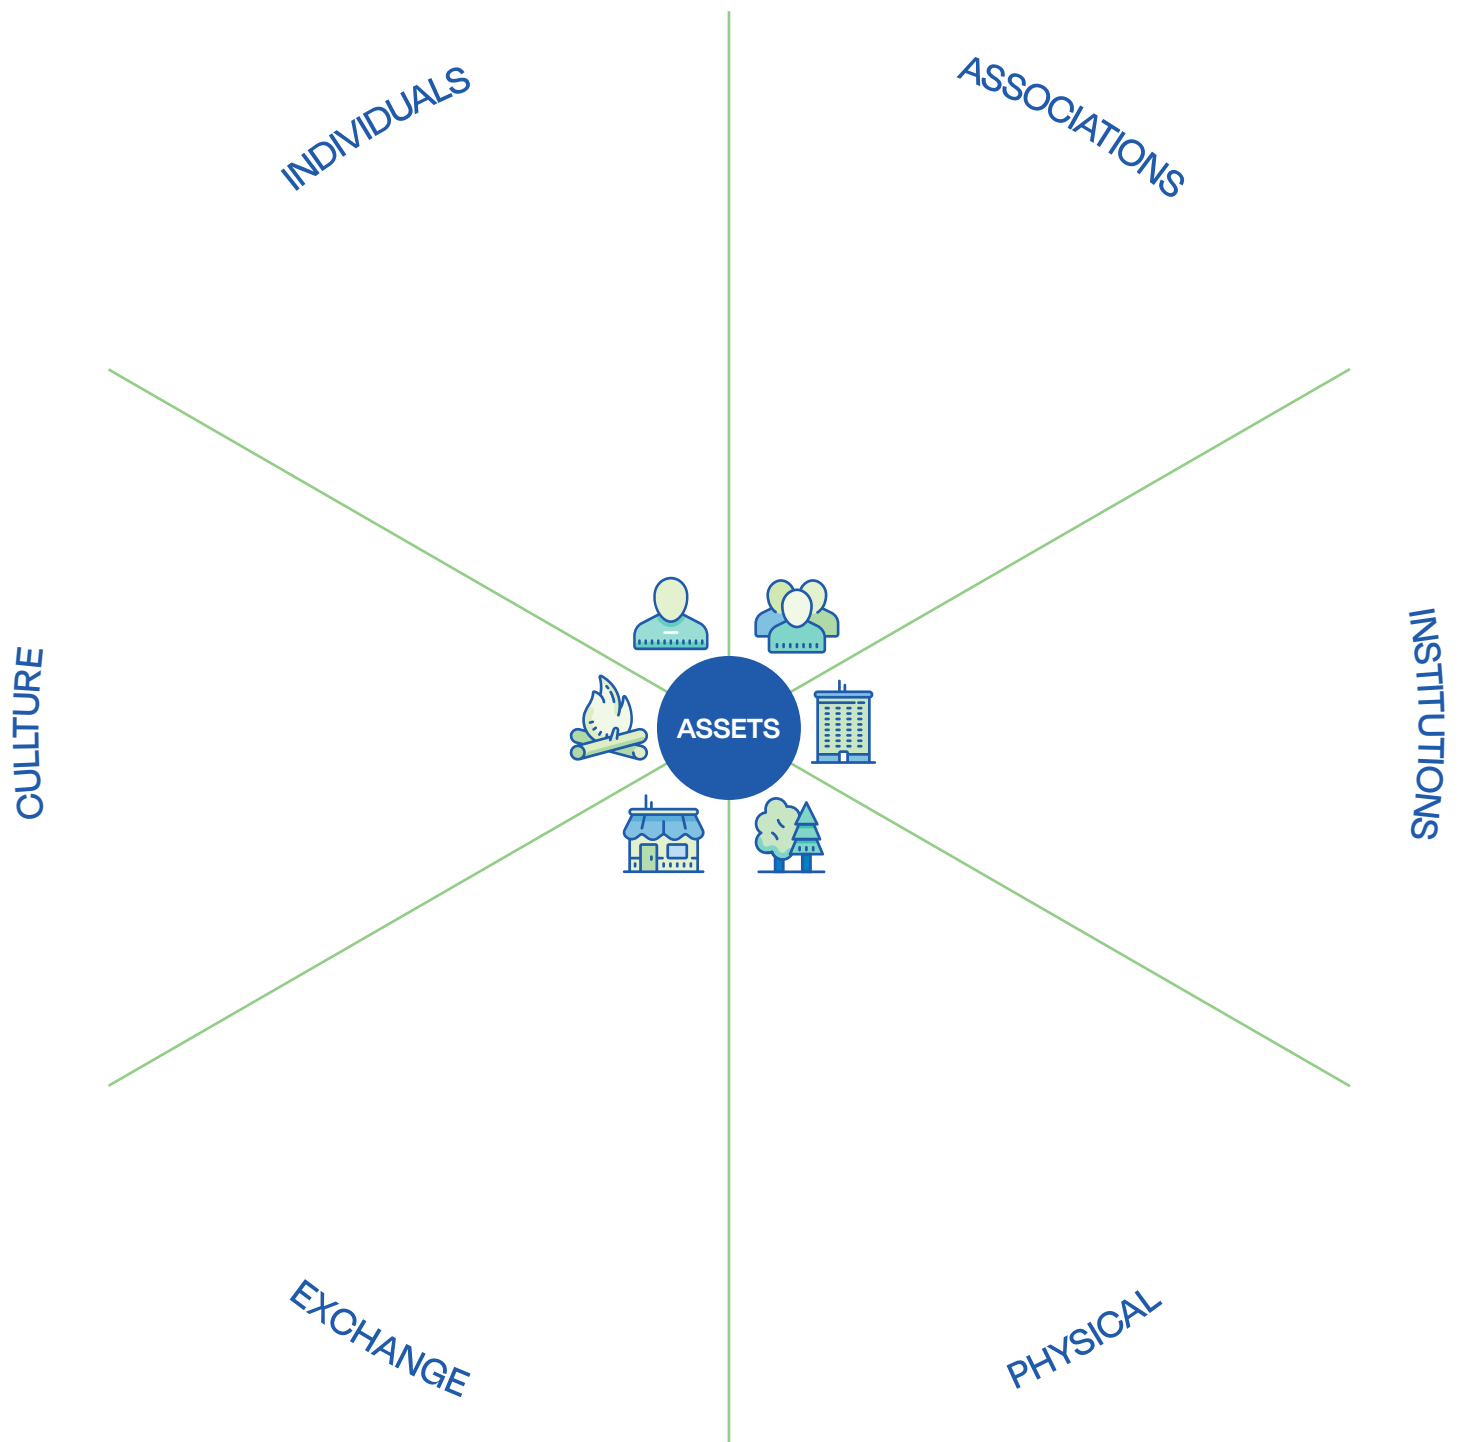 INDIVIDUALS
ASSOCIATIONS
CULLTURE
INSTITUTIONS
ASSETS
EXCHANGE
PHYSICAL